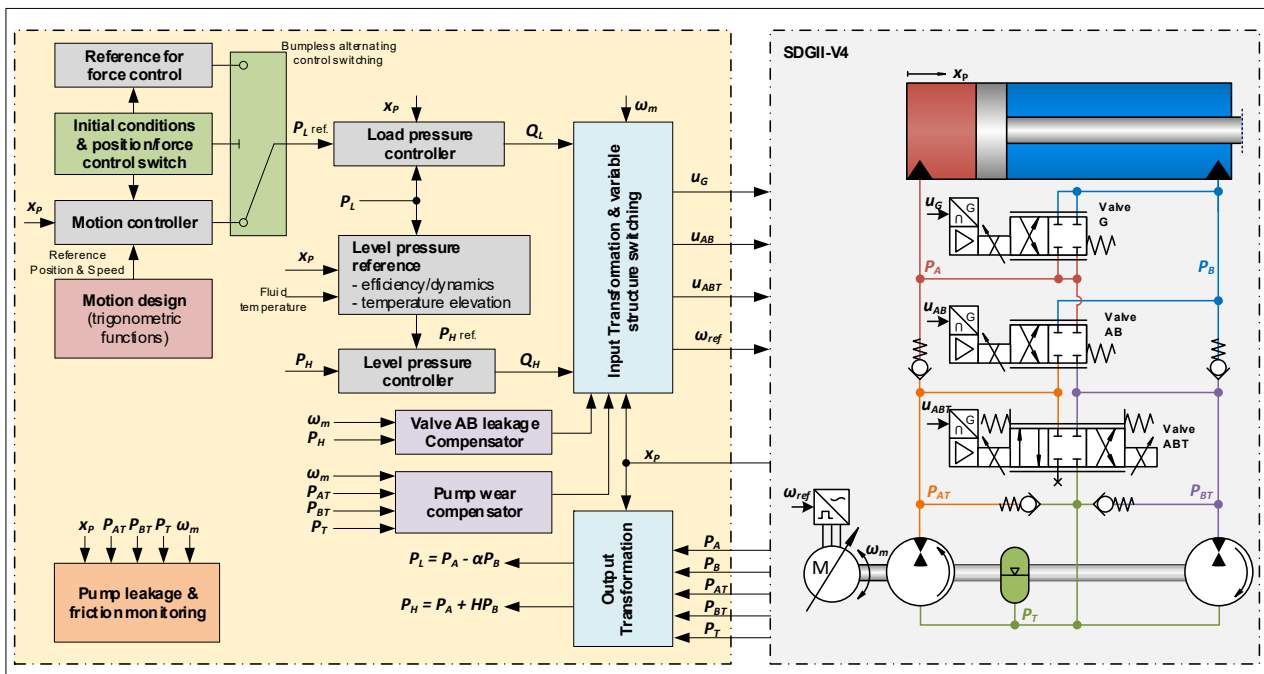 Reference for
force control
Bumpless alternating
control switching
SDGII-V4
Initial conditions
& position/force
control switch
P_L ref.
x_P
Load pressure
controller
Q_L
ω_m
Input Transformation & variable
structure switching
x_P
Motion controller
P_L
Reference
Position & Speed
Motion design
(trigonometric
functions)
x_P
Fluid
temperature
Level pressure
reference
- efficiency/dynamics
- temperature elevation
P_H ref.
P_H
Level pressure
controller
Q_H
u_G
u_AB
u_ABT
ω_ref
ω_m
P_H
Valve AB leakage
Compensator
ω_m
P_AT
P_BT
P_T
Pump wear
compensator
x_P
x_P P_AT P_BT P_T ω_m
Pump leakage &
friction monitoring
P_L = P_A - αP_B
P_H = P_A + HP_B
Output
Transformation
P_A
P_B
P_AT
P_BT
P_T
x_P
u_G
G
Valve
G
P_A
P_B
u_AB
G
Valve
AB
u_ABT
G
Valve
ABT
P_AT
P_BT
ω_ref
M
ω_m
P_T